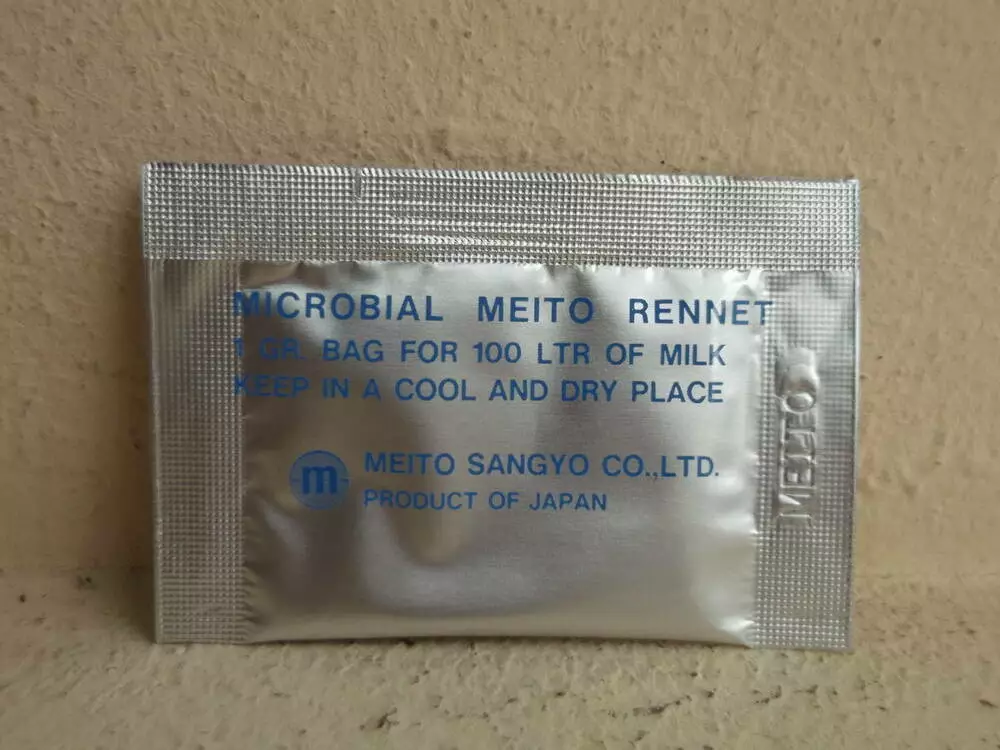 MICROBIAL MEITO RENNET
1 GR. BAG FOR 100 LTR OF MILK
KEEP IN A COOL AND DRY PLACE
m
MEITO SANGYO CO.,LTD.
PRODUCT OF JAPAN
MEITO